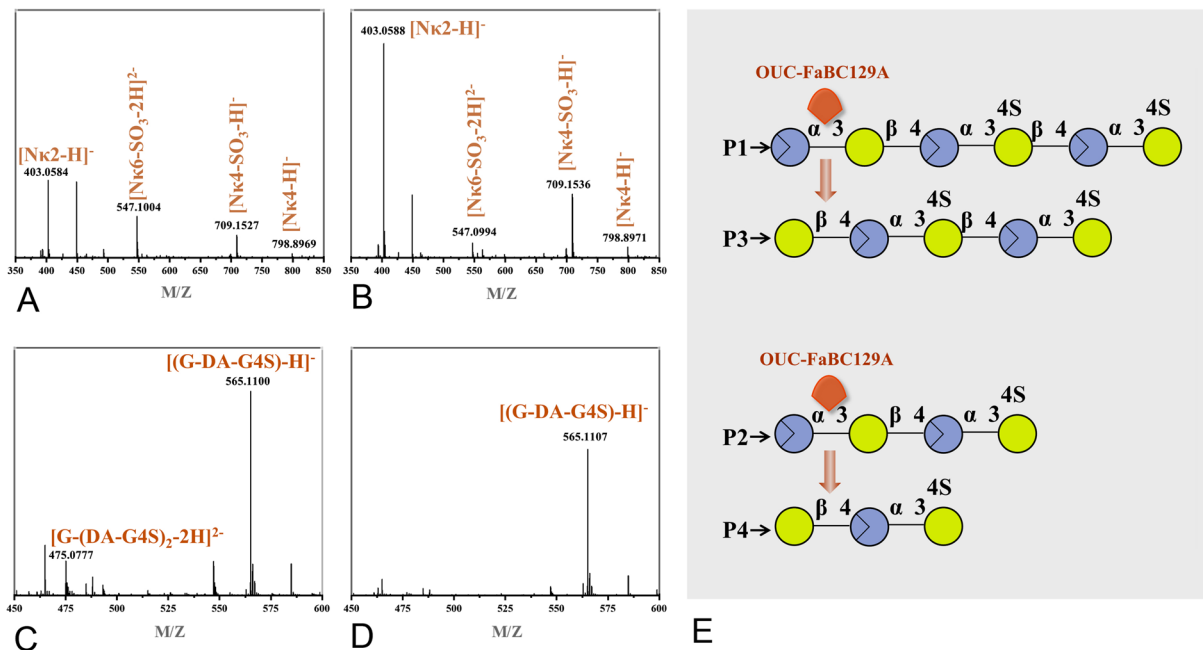 [Nκ2-H]-
403.0584
[Nκ6-SO3-2H]2-
547.1004
[Nκ4-SO3-H]-
709.1527
[Nκ4-H]-
798.8969
350 400 450 500 550 600 650 700 750 800 850
M/Z
A
403.0588
[Nκ2-H]-
[Nκ6-SO3-2H]2-
547.0994
[Nκ4-SO3-H]-
709.1536
[Nκ4-H]-
798.8971
350 400 450 500 550 600 650 700 750 800 850
M/Z
B
[(G-DA-G4S)-H]-
565.1100
[G-(DA-G4S)2-2H]2-
475.0777
450 475 500 525 550 575 600
M/Z
C
[(G-DA-G4S)-H]-
565.1107
450 475 500 525 550 575 600
M/Z
D
OUC-FaBC129A
4S 4S
α 3 β 4 α 3 β 4 α 3
P1→
4S 4S
β 4 α 3 β 4 α 3
P3→
OUC-FaBC129A
4S
α 3 β 4 α 3
P2→
4S
β 4 α 3
P4→
E